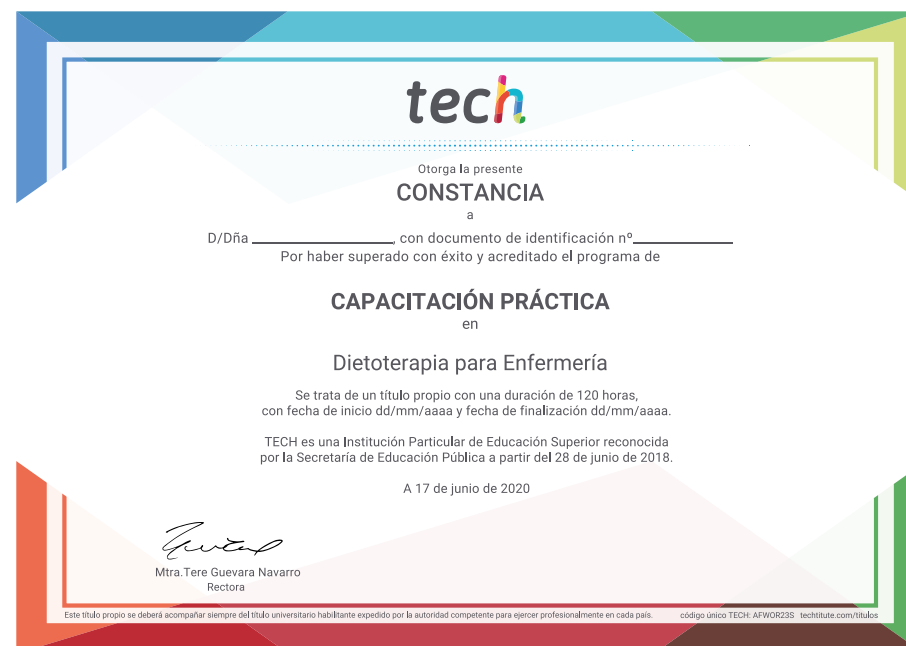 tech
Otorga la presente
CONSTANCIA
a
D/Dña ____________________, con documento de identificación nº______________
Por haber superado con éxito y acreditado el programa de
CAPACITACIÓN PRÁCTICA
en
Dietoterapia para Enfermería
Se trata de un título propio con una duración de 120 horas,
con fecha de inicio dd/mm/aaaa y fecha de finalización dd/mm/aaaa.
TECH es una Institución Particular de Educación Superior reconocida
por la Secretaría de Educación Pública a partir del 28 de junio de 2018.
A 17 de junio de 2020
Mtra.Tere Guevara Navarro
Rectora
Este título propio se deberá acompañar siempre del título universitario habilitante expedido por la autoridad competente para ejercer profesionalmente en cada país. código único TECH: AFWOR23S techtitute.com/titulos